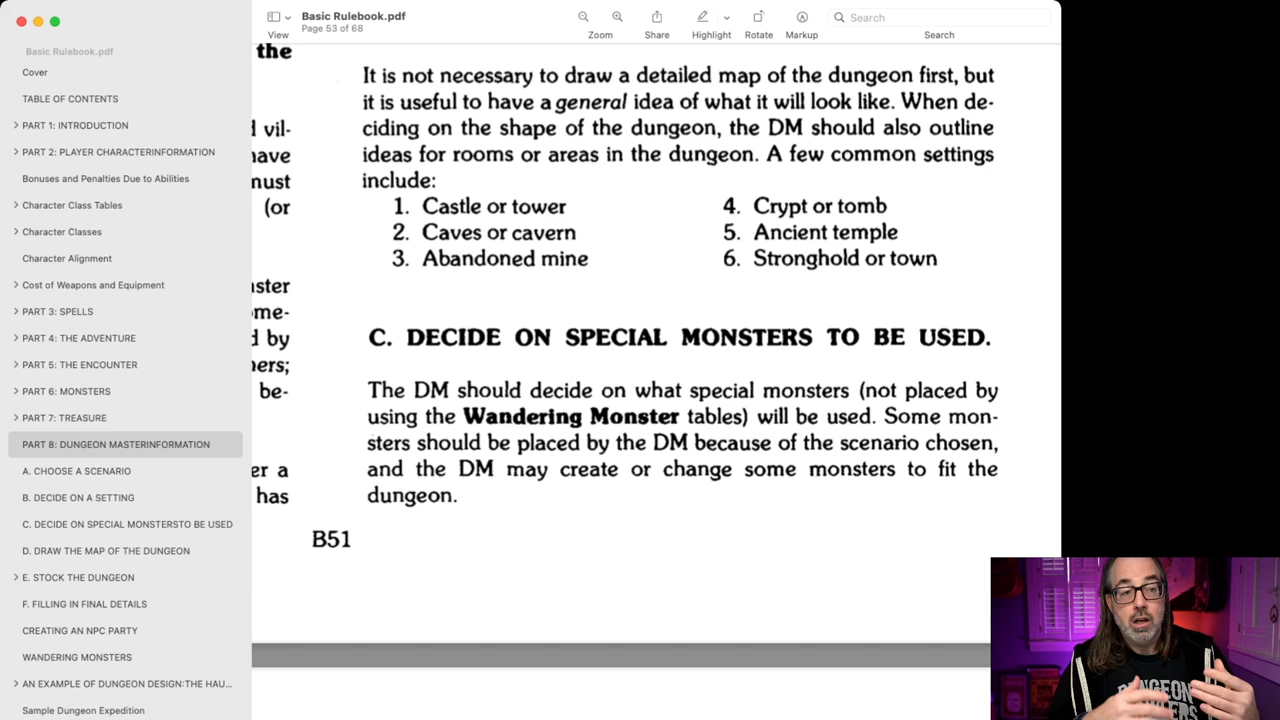 Basic Rulebook.pdf
Page 53 of 68
View
Zoom
Share
Highlight
Rotate
Markup
Search
Search
Basic Rulebook.pdf
Cover
TABLE OF CONTENTS
PART 1: INTRODUCTION
PART 2: PLAYER CHARACTERINFORMATION
Bonuses and Penalties Due to Abilities
Character Class Tables
Character Classes
Character Alignment
Cost of Weapons and Equipment
PART 3: SPELLS
PART 4: THE ADVENTURE
PART 5: THE ENCOUNTER
PART 6: MONSTERS
PART 7: TREASURE
PART 8: DUNGEON MASTERINFORMATION
A. CHOOSE A SCENARIO
B. DECIDE ON A SETTING
C. DECIDE ON SPECIAL MONSTERSTO BE USED
D. DRAW THE MAP OF THE DUNGEON
E. STOCK THE DUNGEON
F. FILLING IN FINAL DETAILS
CREATING AN NPC PARTY
WANDERING MONSTERS
AN EXAMPLE OF DUNGEON DESIGN:THE HAU...
Sample Dungeon Expedition
the
vil-
have
must
(or
ster
ome-
d by
hers;
be-
er a
has
It is not necessary to draw a detailed map of the dungeon first, but
it is useful to have a general idea of what it will look like. When de-
ciding on the shape of the dungeon, the DM should also outline
ideas for rooms or areas in the dungeon. A few common settings
include:
1. Castle or tower
2. Caves or cavern
3. Abandoned mine
4. Crypt or tomb
5. Ancient temple
6. Stronghold or town
C. DECIDE ON SPECIAL MONSTERS TO BE USED.
The DM should decide on what special monsters (not placed by
using the Wandering Monster tables) will be used. Some mon-
sters should be placed by the DM because of the scenario chosen,
and the DM may create or change some monsters to fit the
dungeon.
B51
DUNGEON